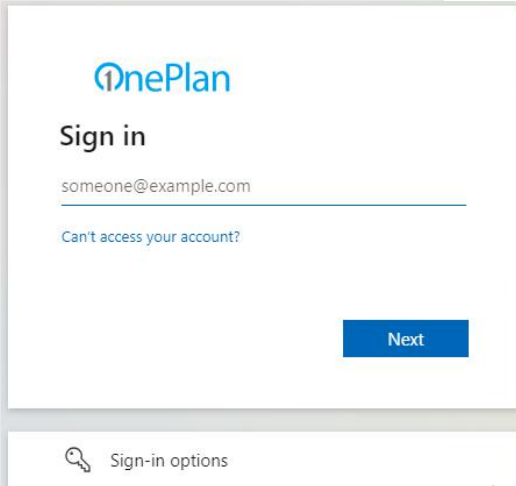 OnePlan
Sign in
someone@example.com
Can't access your account?
Next
Sign-in options